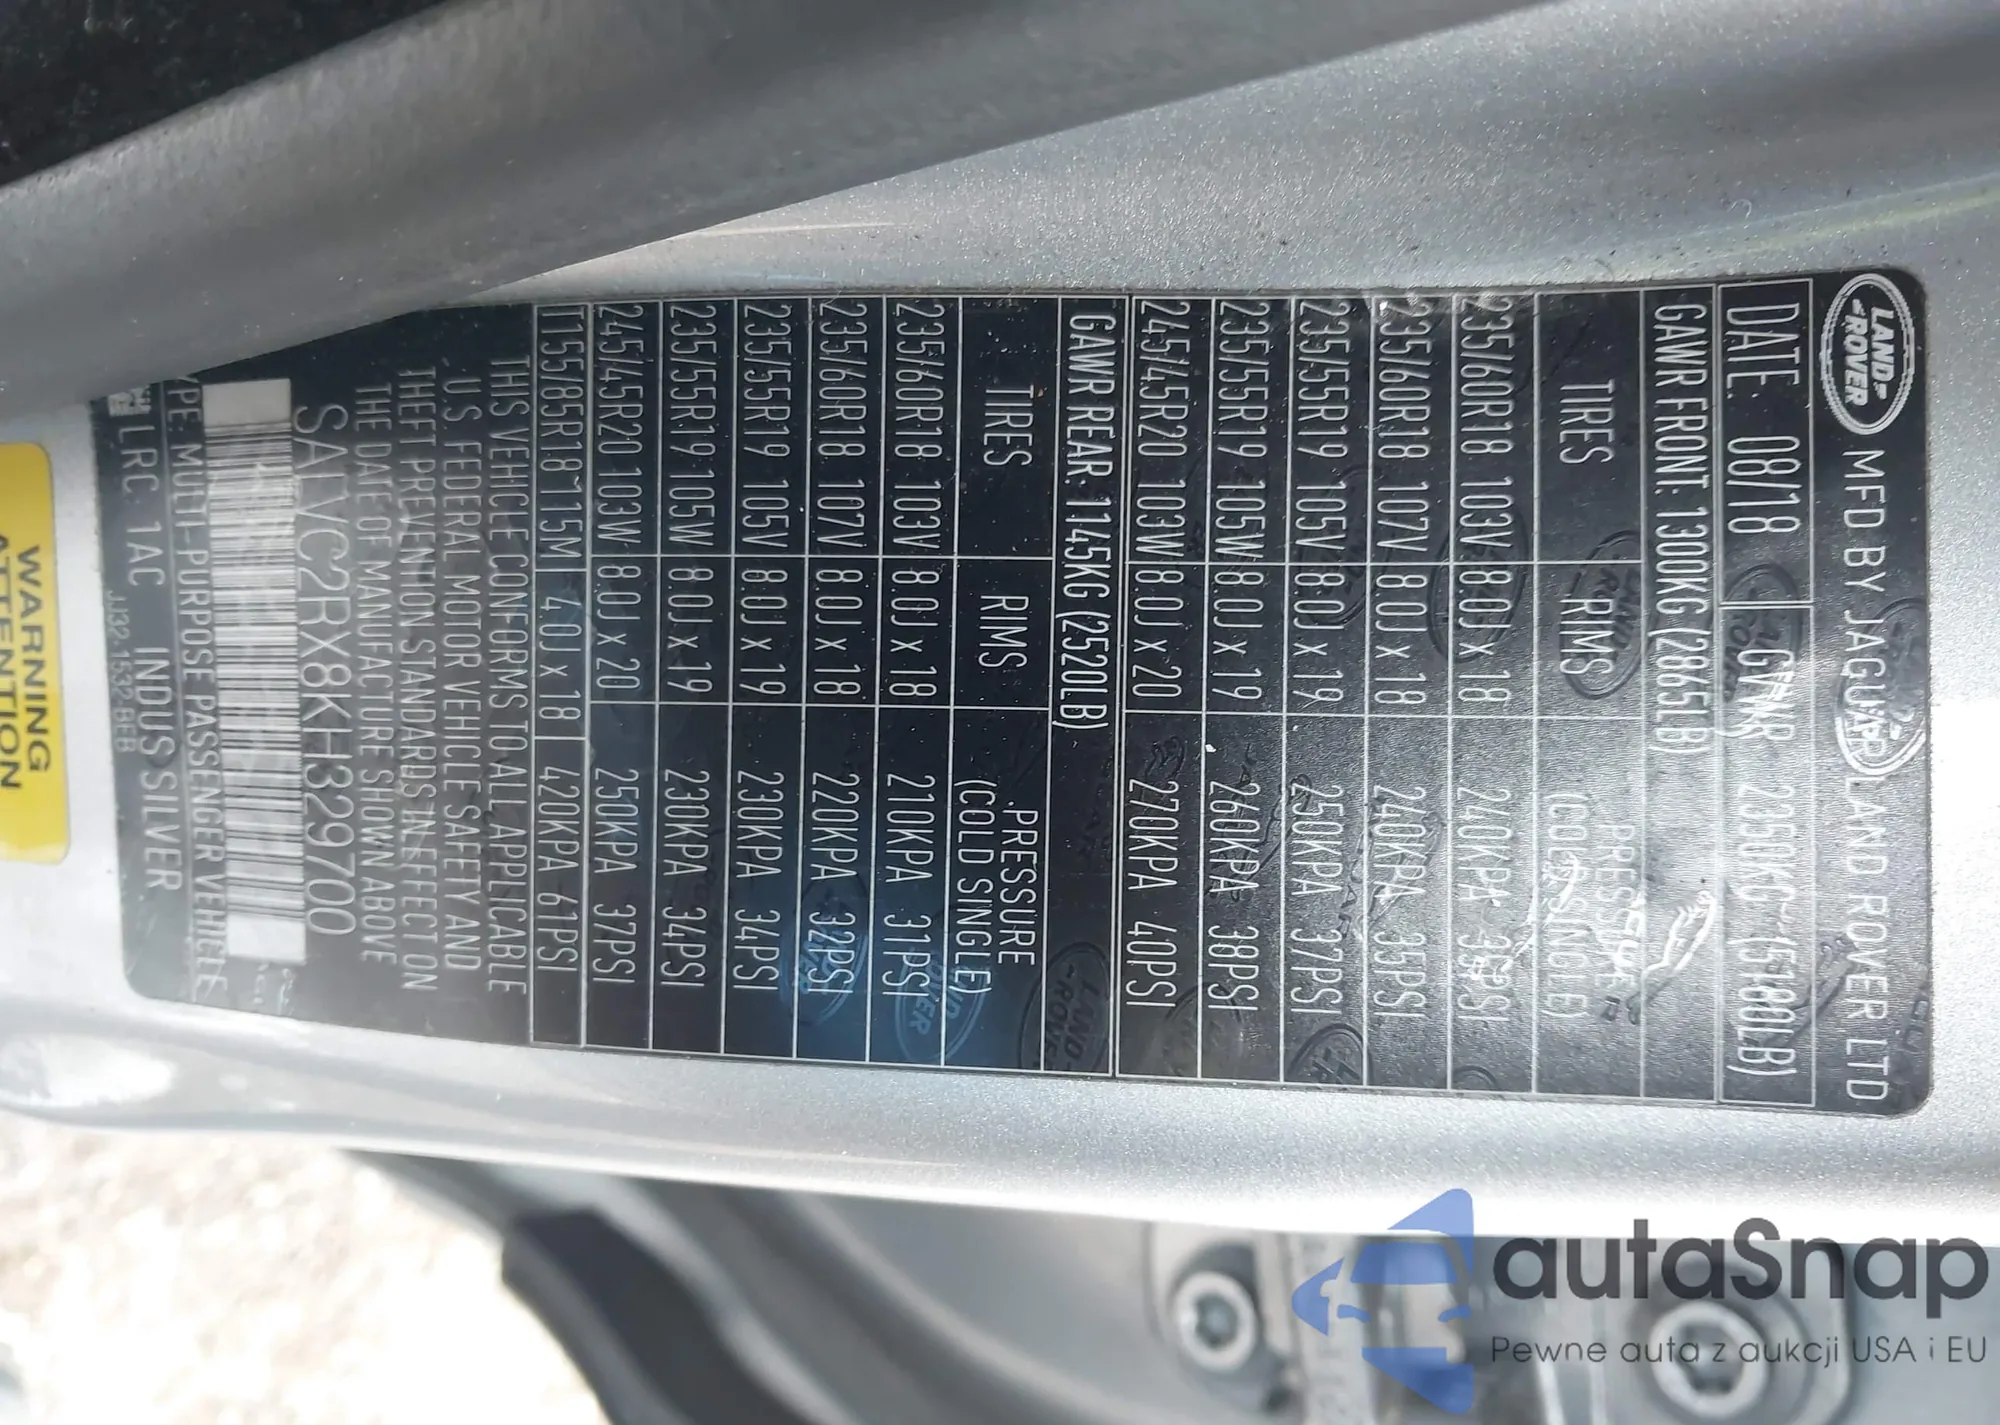 LAND ROVER MFD BY JAGUAR LAND ROVER LTD
DATE: 08/18 GVWR 2350KG (5180LB)
GAWR FRONT: 1300KG (2865LB)
TIRES RIMS PRESSURE (COLD SINGLE)
235/60R18 103V 8.0J x 18 240KPA 35PSI
235/60R18 107V 8.0J x 18 240KPA 35PSI
235/55R19 105V 8.0J x 19 250KPA 37PSI
235/55R19 105W 8.0J x 19 260KPA 38PSI
245/45R20 103W 8.0J x 20 270KPA 40PSI
GAWR REAR: 1145KG (2520LB)
TIRES RIMS PRESSURE (COLD SINGLE)
235/60R18 103V 8.0J x 18 210KPA 31PSI
235/60R18 107V 8.0J x 18 220KPA 32PSI
235/55R19 105V 8.0J x 19 230KPA 34PSI
235/55R19 105W 8.0J x 19 230KPA 34PSI
245/45R20 103W 8.0J x 20 250KPA 37PSI
T155/85R18 115M 4.0J x 18 420KPA 61PSI
THIS VEHICLE CONFORMS TO ALL APPLICABLE
U.S. FEDERAL MOTOR VEHICLE SAFETY AND
THEFT PREVENTION STANDARDS IN EFFECT ON
THE DATE OF MANUFACTURE SHOWN ABOVE
SALVC2RX8KH329700
YPE MULTI-PURPOSE PASSENGER VEHICLE
LRC 1AC INDUS SILVER
JJ32-1532-BEB
WARNING
ATTENTION
autaSnap
Pewne auta z aukcji USA i EU